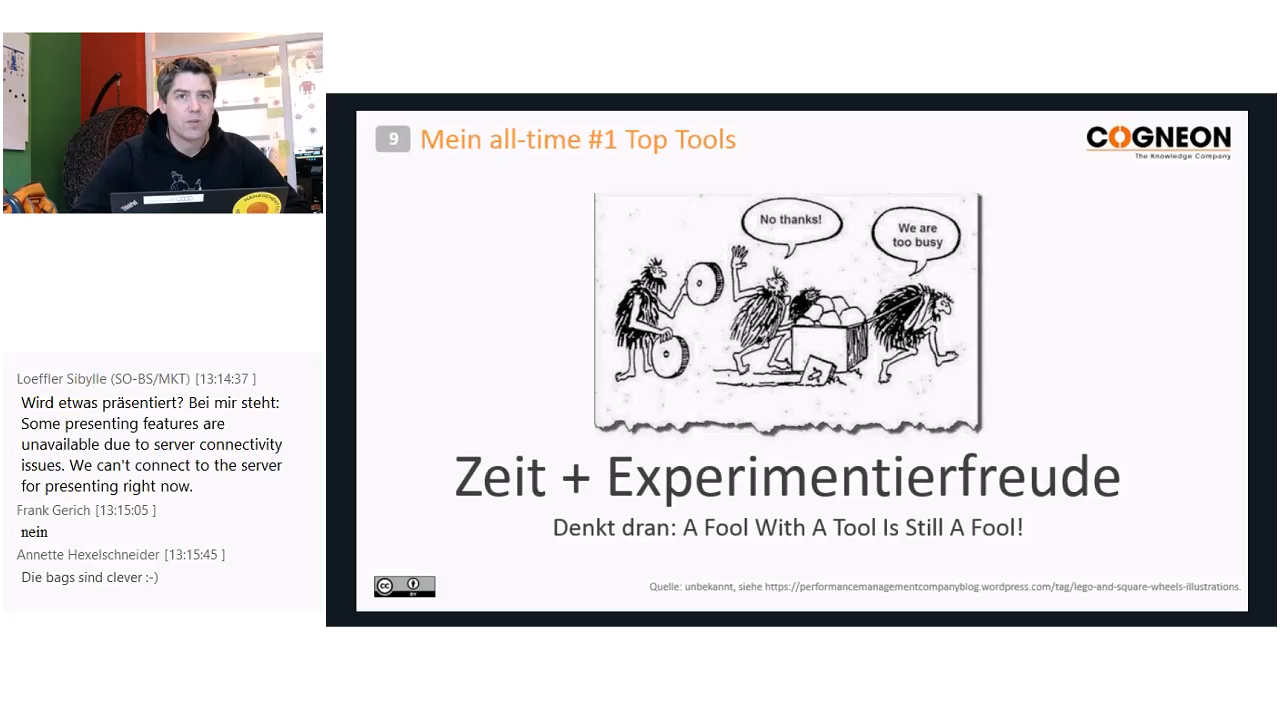 MANAGEMENT
ThinkPad
Loeffler Sibylle (SO-BS/MKT) [13:14:37 ]
Wird etwas präsentiert? Bei mir steht:
Some presenting features are
unavailable due to server connectivity
issues. We can't connect to the server
for presenting right now.
Frank Gerich [13:15:05 ]
nein
Annette Hexelschneider [13:15:45 ]
Die bags sind clever :-)
9 Mein all-time #1 Top Tools
COGNEON
The Knowledge Company
No thanks!
We are
too busy
Zeit + Experimentierfreude
Denkt dran: A Fool With A Tool Is Still A Fool!
cc BY
Quelle: unbekannt, siehe https://performancemanagementcompanyblog.wordpress.com/tag/lego-and-square-wheels-illustrations.